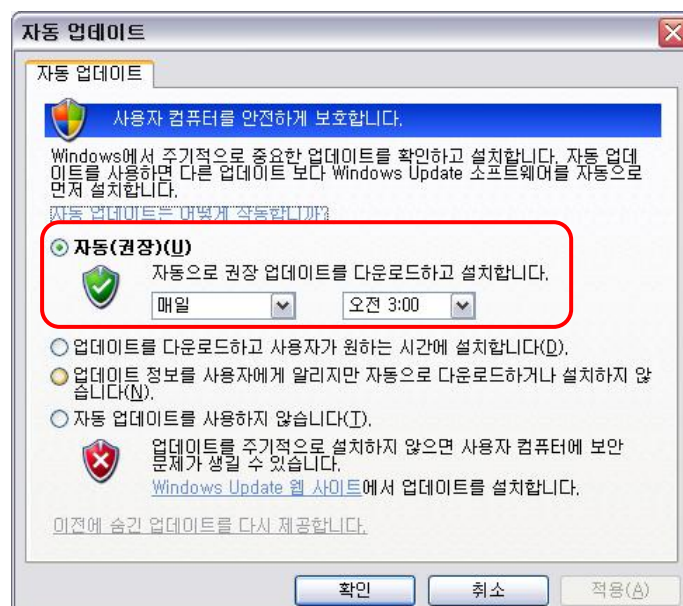 자동 업데이트
자동 업데이트
사용자 컴퓨터를 안전하게 보호합니다.
Windows에서 주기적으로 중요한 업데이트를 확인하고 설치합니다. 자동 업데
이트를 사용하면 다른 업데이트 보다 Windows Update 소프트웨어를 자동으로
먼저 설치합니다.
자동 업데이트는 어떻게 작동합니까?
자동(권장)(U)
자동으로 권장 업데이트를 다운로드하고 설치합니다.
매일 오전 3:00
업데이트를 다운로드하고 사용자가 원하는 시간에 설치합니다(D).
업데이트 정보를 사용자에게 알리지만 자동으로 다운로드하거나 설치하지 않
습니다(N).
자동 업데이트를 사용하지 않습니다(T).
업데이트를 주기적으로 설치하지 않으면 사용자 컴퓨터에 보안
문제가 생길 수 있습니다.
Windows Update 웹 사이트에서 업데이트를 설치합니다.
이전에 숨긴 업데이트를 다시 제공합니다.
확인 취소 적용(A)